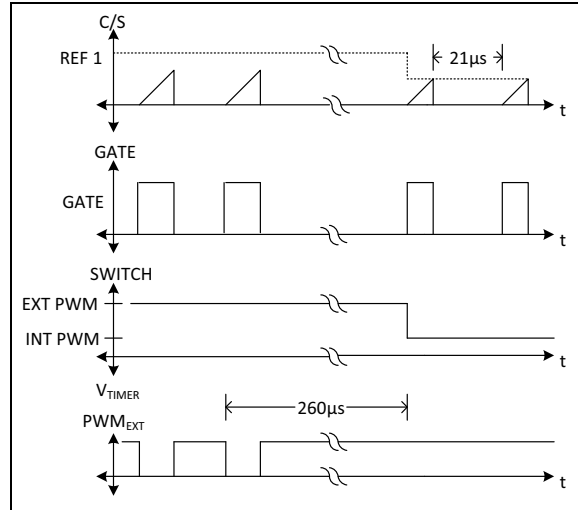 C/S
REF 1
21µs
t
GATE
GATE
t
SWITCH
EXT PWM
INT PWM
t
VTIMER
260µs
PWMEXT
t